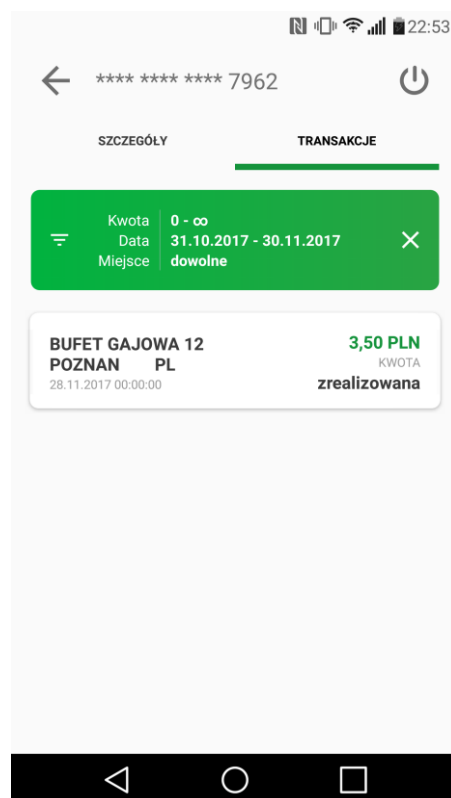 22:53
**** **** **** 7962
SZCZEGÓŁY TRANSAKCJE
Kwota 0 - ∞
Data 31.10.2017 - 30.11.2017
Miejsce dowolne
BUFET GAJOWA 12 3,50 PLN
POZNAN PL KWOTA
28.11.2017 00:00:00 zrealizowana